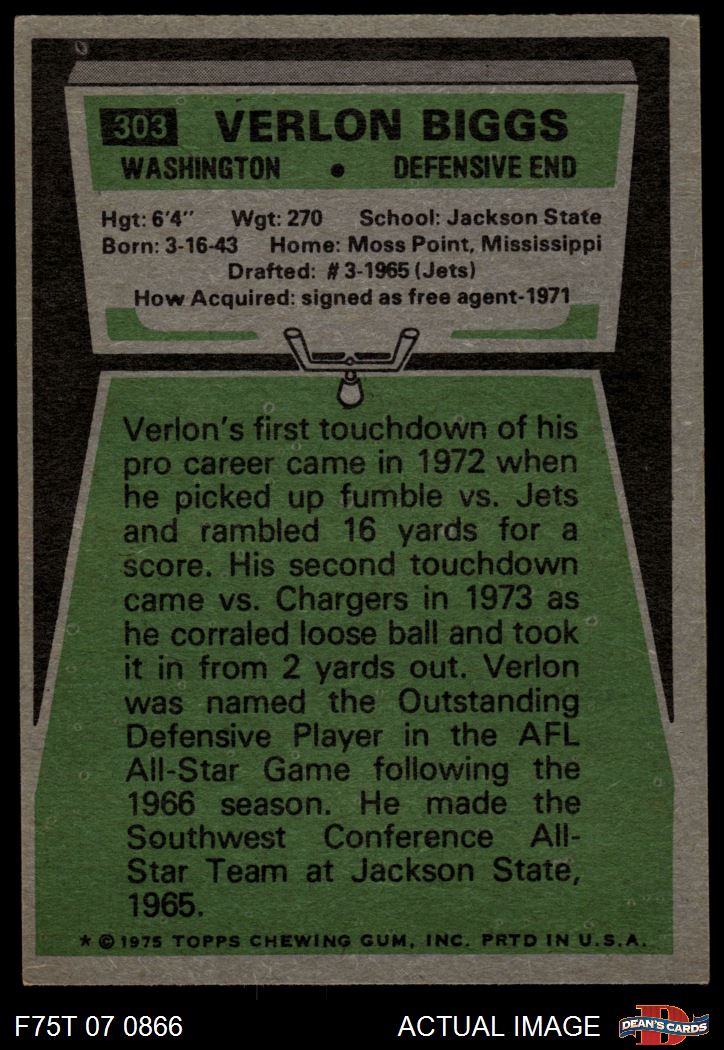 303 VERLON BIGGS
WASHINGTON • DEFENSIVE END
Hgt: 6'4" Wgt: 270 School: Jackson State
Born: 3-16-43 Home: Moss Point, Mississippi
Drafted: #3-1965 (Jets)
How Acquired: signed as free agent-1971
Verlon's first touchdown of his
pro career came in 1972 when
he picked up fumble vs. Jets
and rambled 16 yards for a
score. His second touchdown
came vs. Chargers in 1973 as
he corraled loose ball and took
it in from 2 yards out. Verlon
was named the Outstanding
Defensive Player in the AFL
All-Star Game following the
1966 season. He made the
Southwest Conference All-
Star Team at Jackson State,
1965.
* © 1975 TOPPS CHEWING GUM, INC. PRTD IN U.S.A.
F75T 07 0866 ACTUAL IMAGE D DEAN'S CARDS